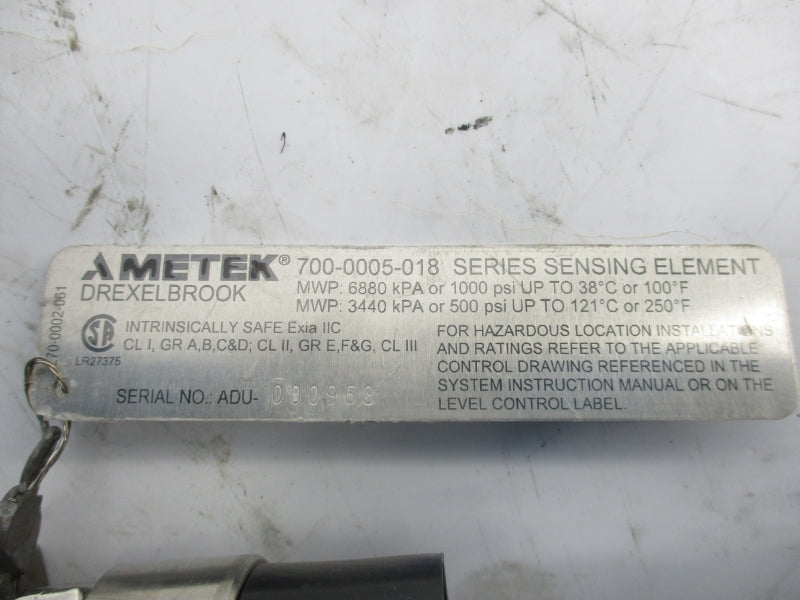 AMETEK® 700-0005-018 SERIES SENSING ELEMENT
DREXELBROOK
MWP: 6880 kPA or 1000 psi UP TO 38°C or 100°F
MWP: 3440 kPA or 500 psi UP TO 121°C or 250°F
70-0002-061
SA
LR27375
INTRINSICALLY SAFE Exia IIC
CL I, GR A,B,C&D; CL II, GR E,F&G, CL III
SERIAL NO.: ADU- 000963
FOR HAZARDOUS LOCATION INSTALLATIONS
AND RATINGS REFER TO THE APPLICABLE
CONTROL DRAWING REFERENCED IN THE
SYSTEM INSTRUCTION MANUAL OR ON THE
LEVEL CONTROL LABEL.